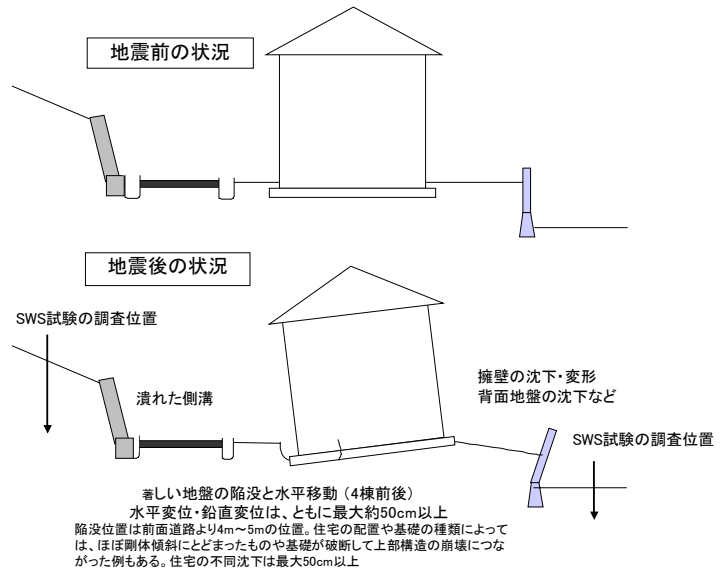 地震前の状況
地震後の状況
SWS試験の調査位置
潰れた側溝
擁壁の沈下・変形
背面地盤の沈下など
SWS試験の調査位置
著しい地盤の陥没と水平移動（4棟前後）
水平変位・鉛直変位は、ともに最大約50cm以上
陥没位置は前面道路より4m～5mの位置。住宅の配置や基礎の種類によって
は、ほぼ剛体傾斜にとどまったものや基礎が破断して上部構造の崩壊につな
がった例もある。住宅の不同沈下は最大50cm以上